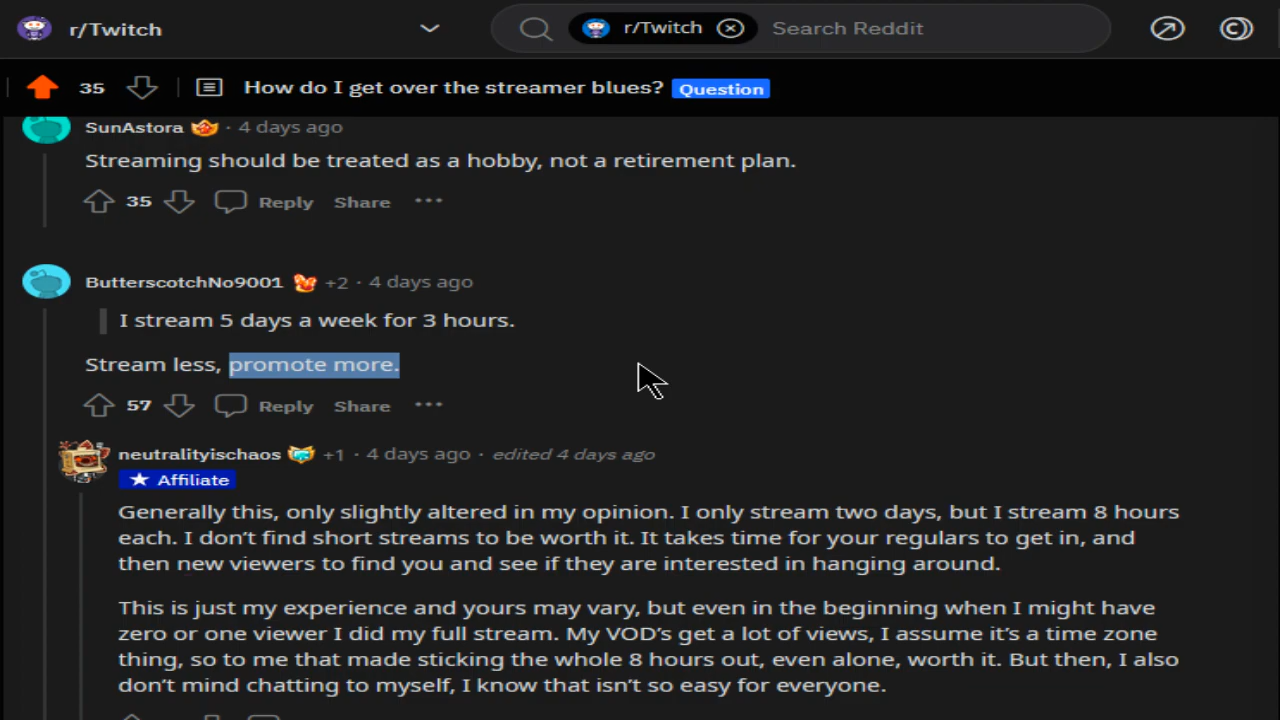 r/Twitch
r/Twitch
Search Reddit
35
How do I get over the streamer blues? Question
SunAstora · 4 days ago
Streaming should be treated as a hobby, not a retirement plan.
35 Reply Share ...
ButterscotchNo9001 +2 · 4 days ago
I stream 5 days a week for 3 hours.
Stream less, promote more.
57 Reply Share ...
neutralityischaos +1 · 4 days ago · edited 4 days ago
Affiliate
Generally this, only slightly altered in my opinion. I only stream two days, but I stream 8 hours
each. I don’t find short streams to be worth it. It takes time for your regulars to get in, and
then new viewers to find you and see if they are interested in hanging around.
This is just my experience and yours may vary, but even in the beginning when I might have
zero or one viewer I did my full stream. My VOD’s get a lot of views, I assume it’s a time zone
thing, so to me that made sticking the whole 8 hours out, even alone, worth it. But then, I also
don’t mind chatting to myself, I know that isn’t so easy for everyone.